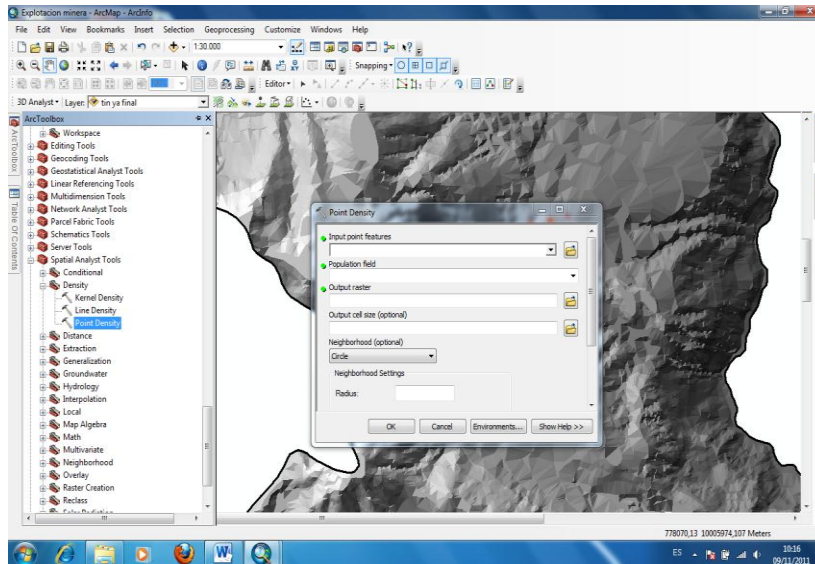 Explotacion minera - ArcMap - ArcInfo
File Edit View Bookmarks Insert Selection Geoprocessing Customize Windows Help
1:30.000
Snapping
Editor
3D Analyst Layer: tin ya final
ArcToolbox
ArcToolbox
Table Of Contents
Workspace
Editing Tools
Geocoding Tools
Geostatistical Analyst Tools
Linear Referencing Tools
Multidimension Tools
Network Analyst Tools
Parcel Fabric Tools
Schematics Tools
Server Tools
Spatial Analyst Tools
Conditional
Density
Kernel Density
Line Density
Point Density
Distance
Extraction
Generalization
Groundwater
Hydrology
Interpolation
Local
Map Algebra
Math
Multivariate
Neighborhood
Overlay
Raster Creation
Reclass
Point Density
Input point features
Population field
Output raster
Output cell size (optional)
Neighborhood (optional)
Circle
Neighborhood Settings
Radius:
OK Cancel Environments... Show Help >>
778070,13 10005974,107 Meters
ES 10:16
09/11/2011